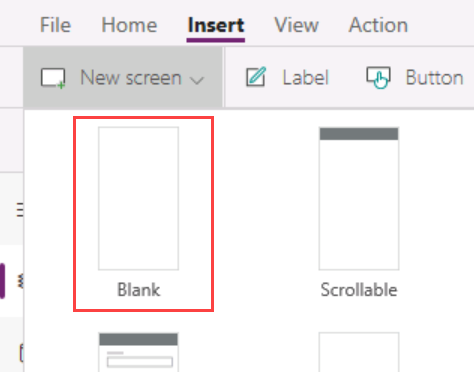 File Home Insert View Action
New screen Label Button
Blank Scrollable